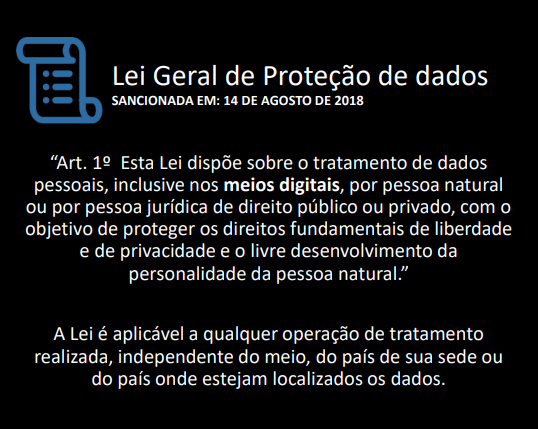 Lei Geral de Proteção de dados
SANCIONADA EM: 14 DE AGOSTO DE 2018
“Art. 1º  Esta Lei dispõe sobre o tratamento de dados
pessoais, inclusive nos meios digitais, por pessoa natural
ou por pessoa jurídica de direito público ou privado, com o
objetivo de proteger os direitos fundamentais de liberdade
e de privacidade e o livre desenvolvimento da
personalidade da pessoa natural.”
A Lei é aplicável a qualquer operação de tratamento
realizada, independente do meio, do país de sua sede ou
do país onde estejam localizados os dados.